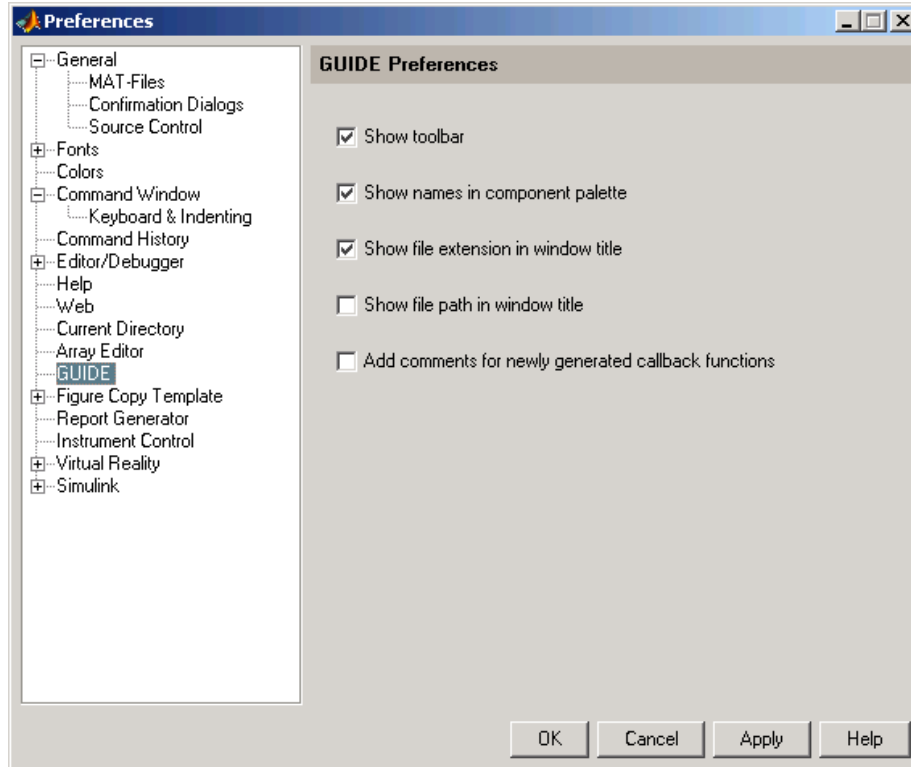 Preferences
General
MAT-Files
Confirmation Dialogs
Source Control
Fonts
Colors
Command Window
Keyboard & Indenting
Command History
Editor/Debugger
Help
Web
Current Directory
Array Editor
GUIDE
Figure Copy Template
Report Generator
Instrument Control
Virtual Reality
Simulink
GUIDE Preferences
Show toolbar
Show names in component palette
Show file extension in window title
Show file path in window title
Add comments for newly generated callback functions
OK Cancel Apply Help